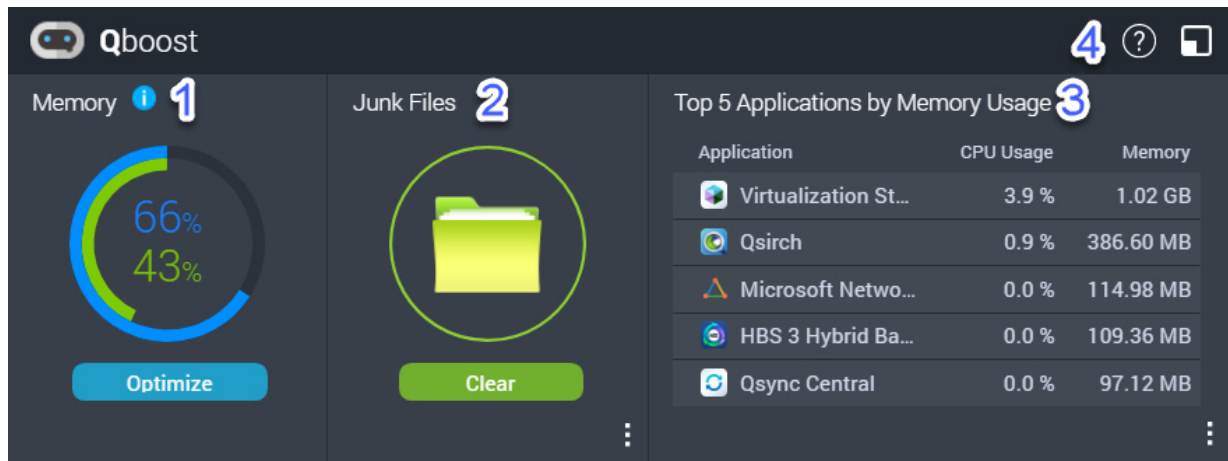 Qboost 4 ?
Memory i 1
66%
43%
Optimize
Junk Files 2
Clear
Top 5 Applications by Memory Usage 3
Application CPU Usage Memory
Virtualization St... 3.9 % 1.02 GB
Qsirch 0.9 % 386.60 MB
Microsoft Netwo... 0.0 % 114.98 MB
HBS 3 Hybrid Ba... 0.0 % 109.36 MB
Qsync Central 0.0 % 97.12 MB